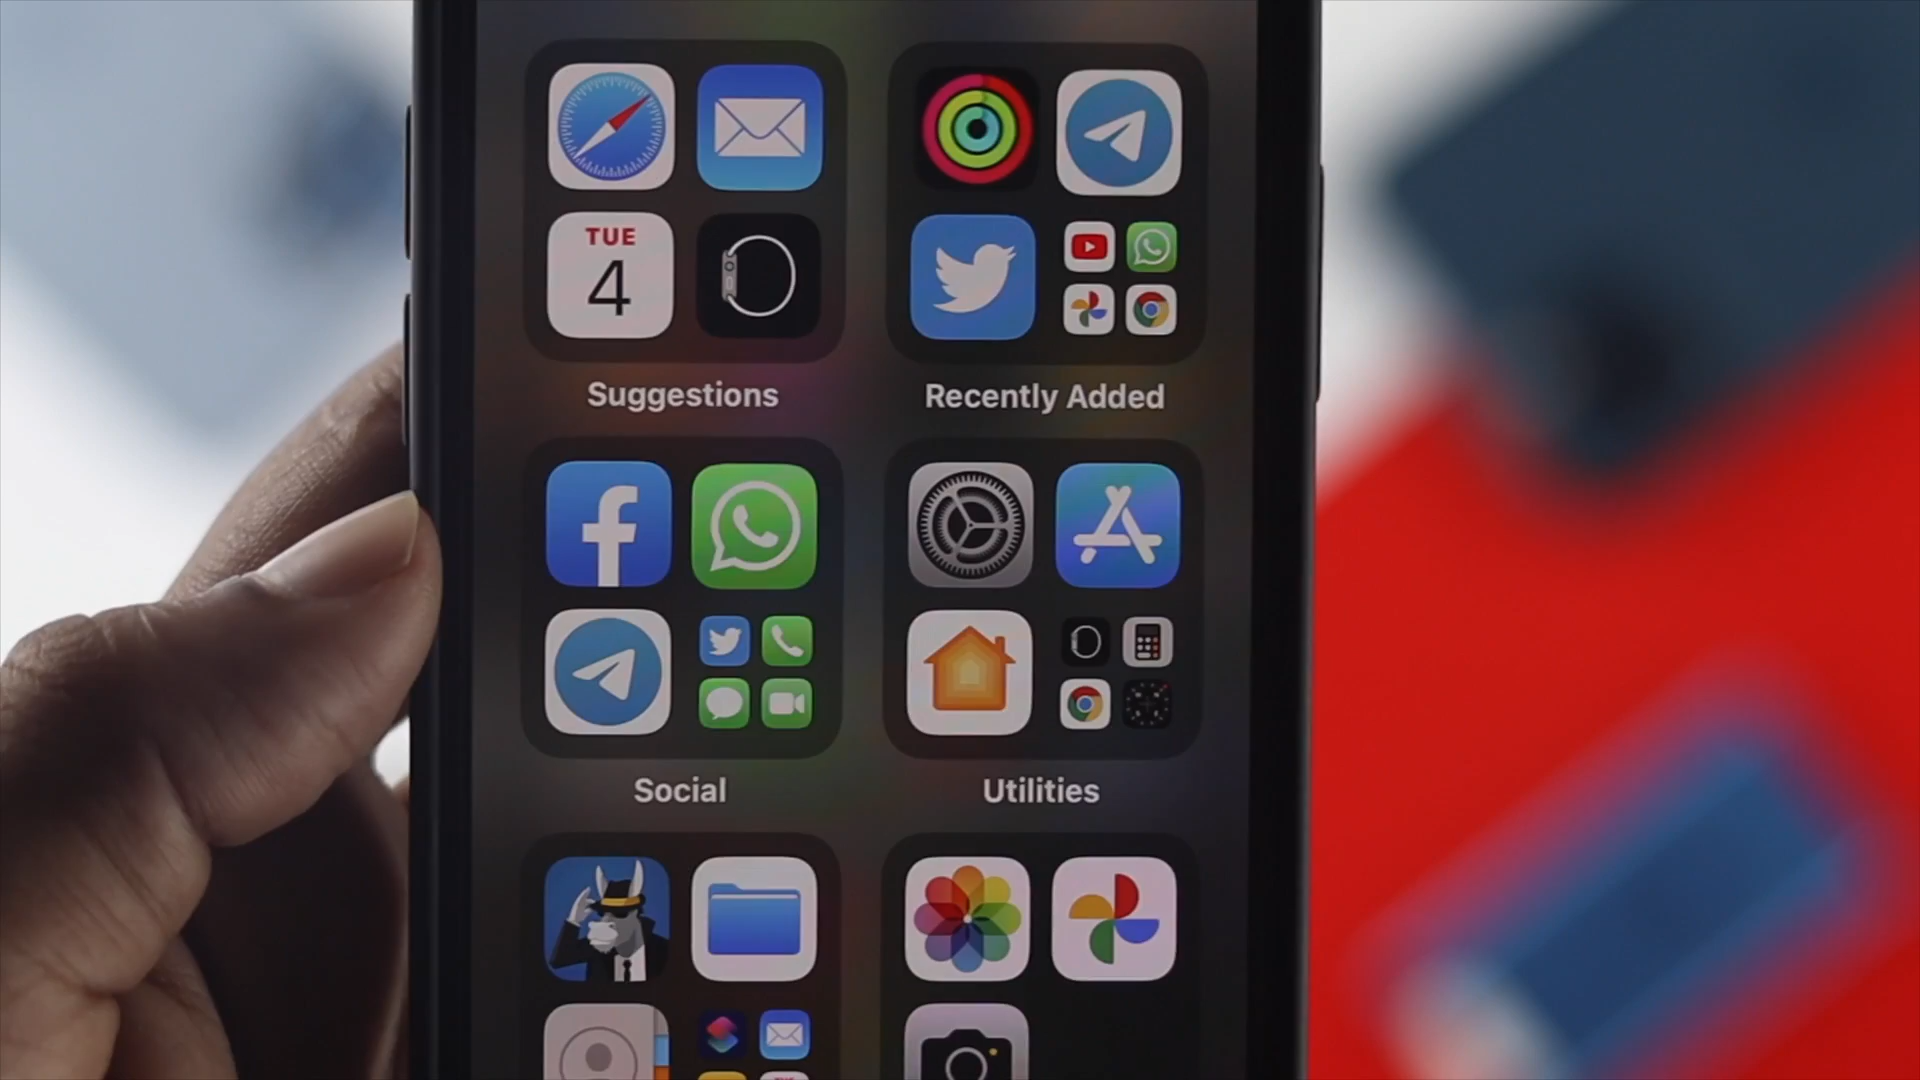 TUE
4
Suggestions
Recently Added
Social
Utilities